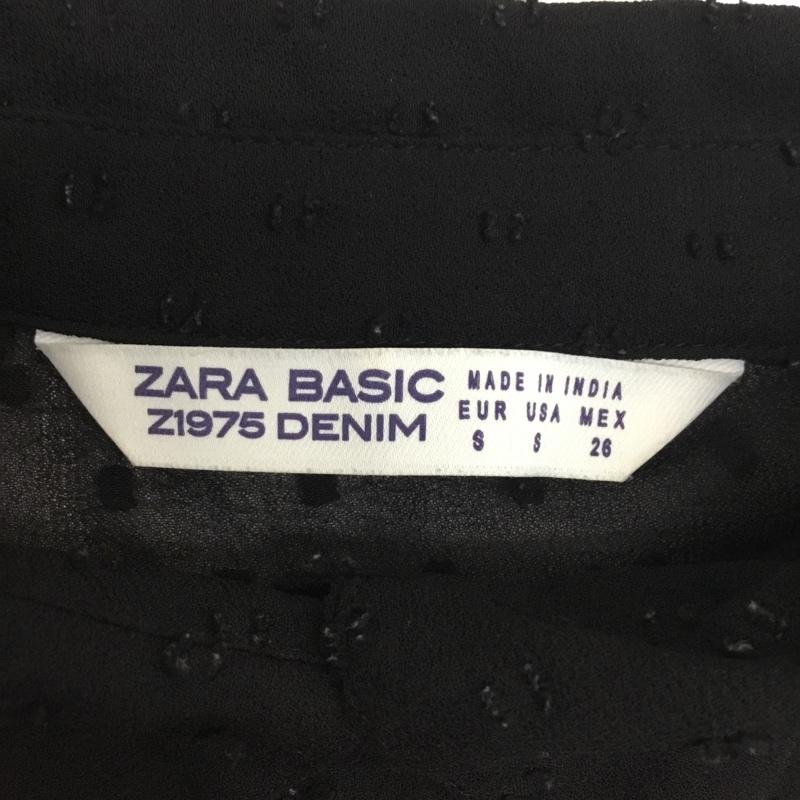 ZARA BASIC
Z1975 DENIM
MADE IN INDIA
EUR USA MEX
S S 26